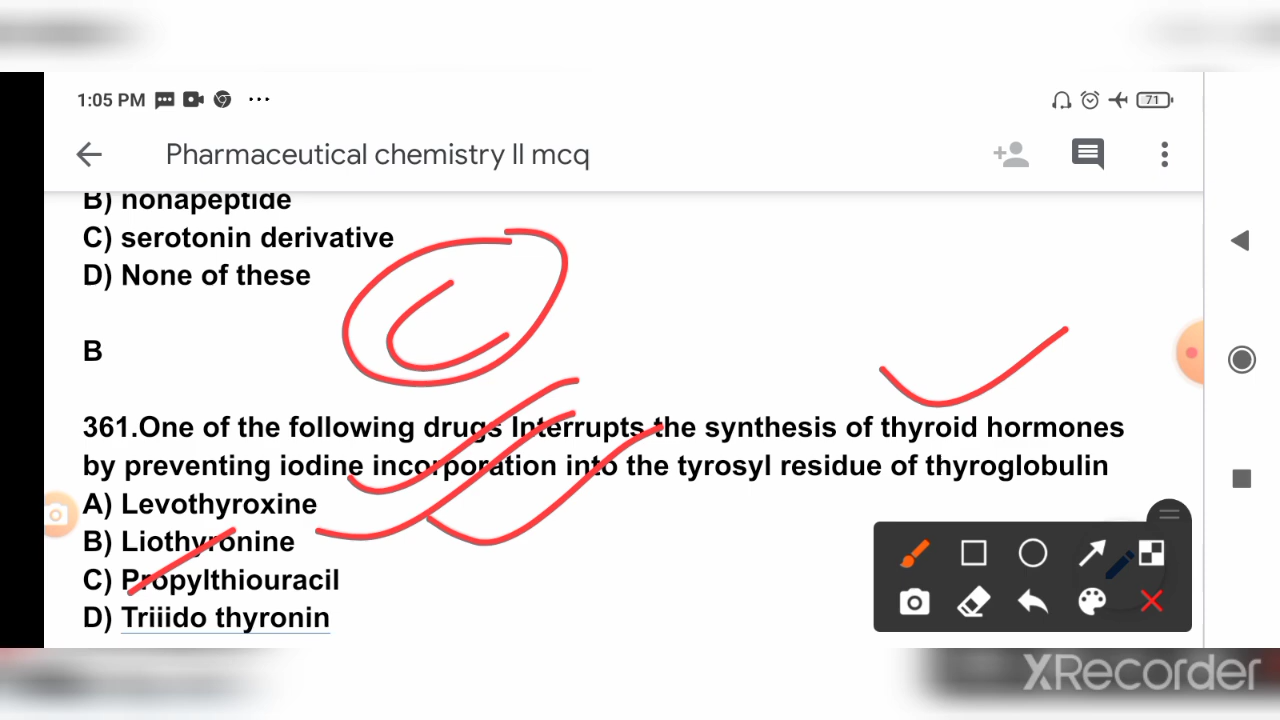 1:05 PM
71
Pharmaceutical chemistry II mcq
B) nonapeptide
C) serotonin derivative
D) None of these
B
361.One of the following drugs Interrupts the synthesis of thyroid hormones
by preventing iodine incorporation into the tyrosyl residue of thyroglobulin
A) Levothyroxine
B) Liothyronine
C) Propylthiouracil
D) Triiido thyronin
XRecorder